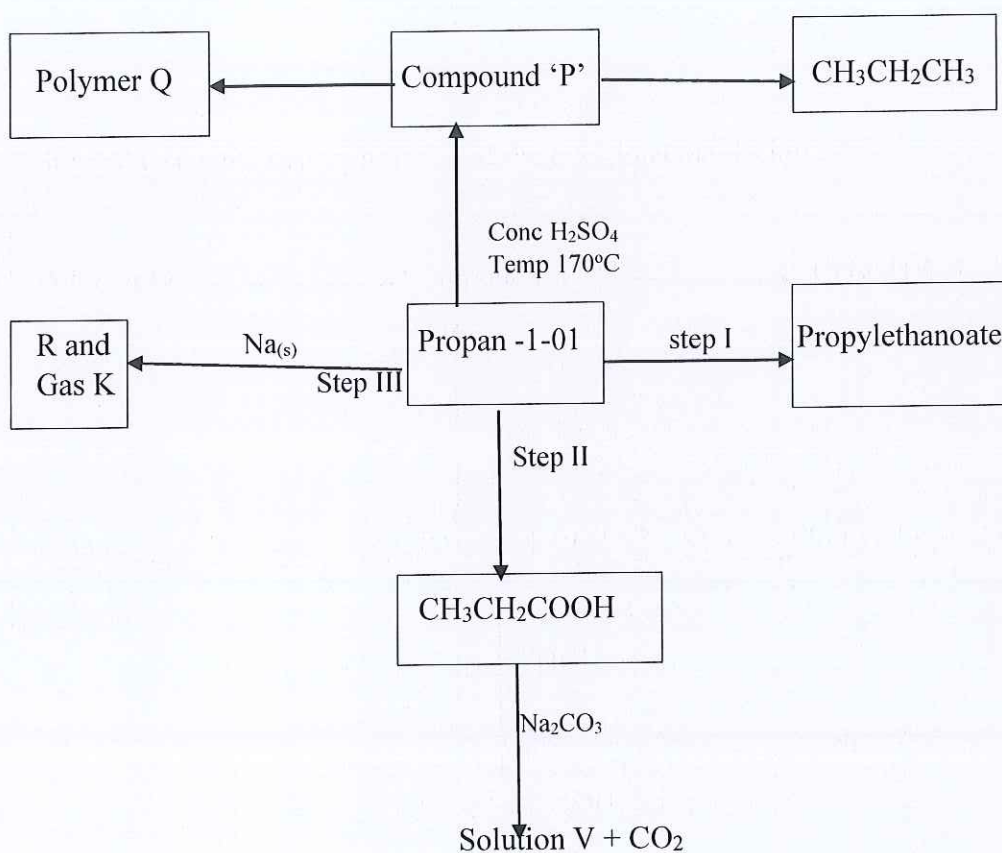 Polymer Q
Compound ‘P’
CH₃CH₂CH₃
Conc H₂SO₄
Temp 170ºC
R and
Gas K
Na₍ₛ₎
Step III
Propan -1-01
step I
Propylethanoate
Step II
CH₃CH₂COOH
Na₂CO₃
Solution V + CO₂